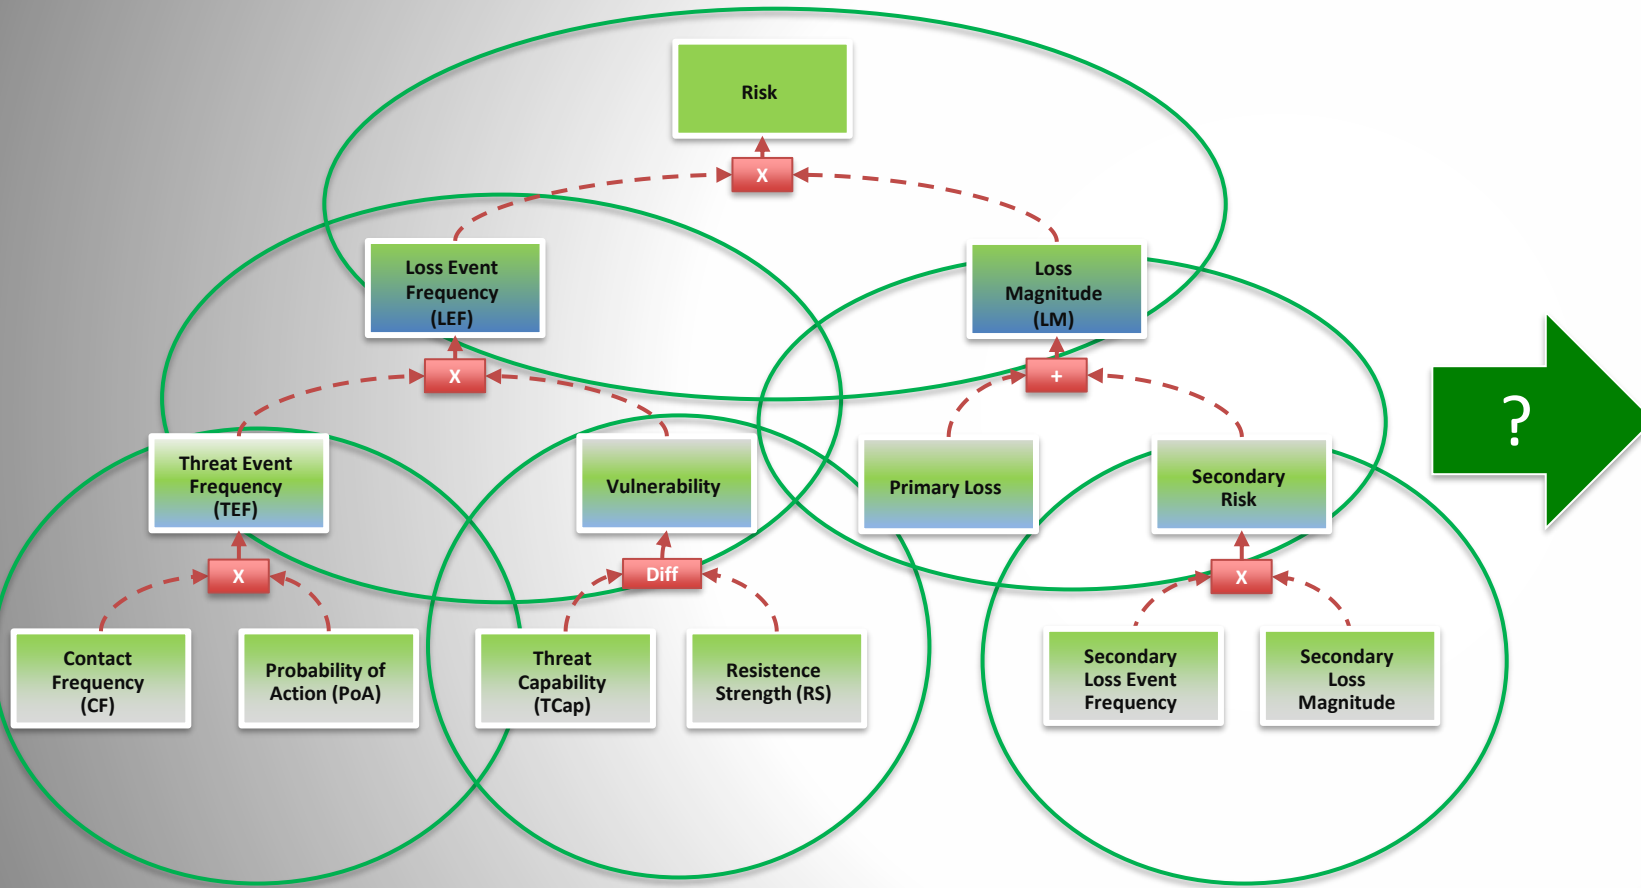 Risk
X
Loss Event
Frequency
(LEF)
Loss
Magnitude
(LM)
X
+
?
Threat Event
Frequency
(TEF)
Vulnerability
Primary Loss
Secondary
Risk
X
Diff
X
Contact
Frequency
(CF)
Probability of
Action (PoA)
Threat
Capability
(TCap)
Resistence
Strength (RS)
Secondary
Loss Event
Frequency
Secondary
Loss
Magnitude